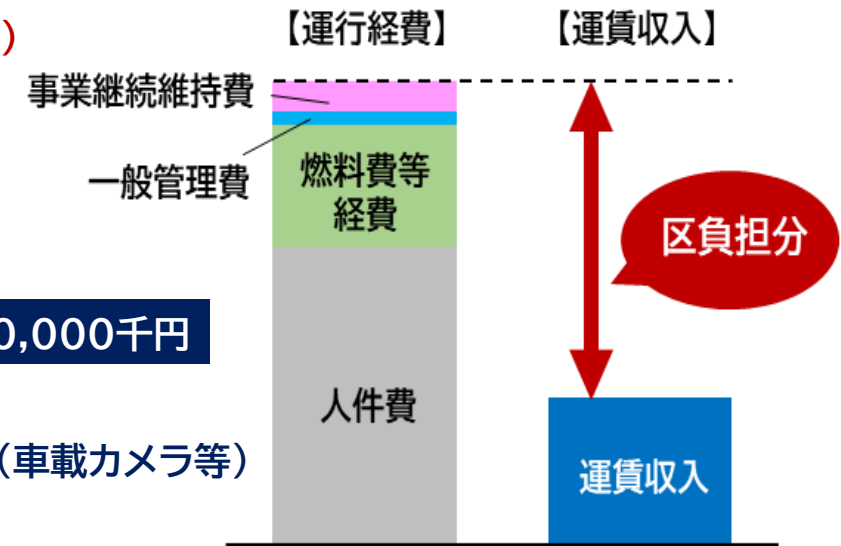 )
【運行経費】
【運賃収入】
事業継続維持費
一般管理費
燃料費等
経費
区負担分
0,000千円
人件費
(車載カメラ等)
運賃収入